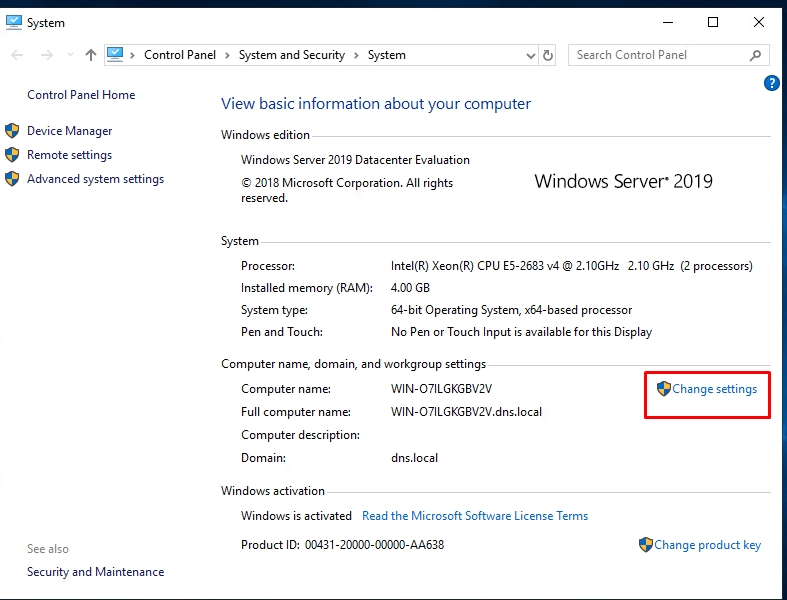 System
Control Panel › System and Security › System
Search Control Panel
?
Control Panel Home
Device Manager
Remote settings
Advanced system settings
View basic information about your computer
Windows edition
Windows Server 2019 Datacenter Evaluation
© 2018 Microsoft Corporation. All rights
reserved.
Windows Server® 2019
System
Processor: Intel(R) Xeon(R) CPU E5-2683 v4 @ 2.10GHz 2.10 GHz (2 processors)
Installed memory (RAM): 4.00 GB
System type: 64-bit Operating System, x64-based processor
Pen and Touch: No Pen or Touch Input is available for this Display
Computer name, domain, and workgroup settings
Computer name: WIN-O7ILGKGBV2V Change settings
Full computer name: WIN-O7ILGKGBV2V.dns.local
Computer description:
Domain: dns.local
Windows activation
Windows is activated Read the Microsoft Software License Terms
Product ID: 00431-20000-00000-AA638 Change product key
See also
Security and Maintenance